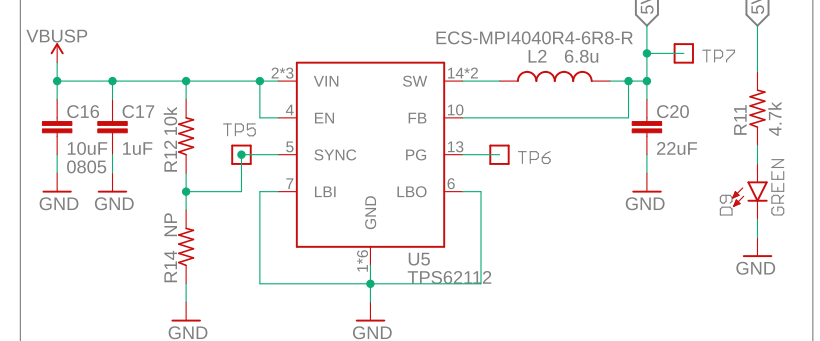 5V
5V
VBUSP
ECS-MPI4040R4-6R8-R
L2 6.8u
TP7
2*3 VIN SW 14*2
C16 C17 10k
4 EN FB 10
C20
R11 4.7k
TP5
10uF 1uF R12
0805
5 SYNC PG 13
TP6
22uF
7 LBI LBO 6
GND GND
GND
D9 GREEN
GND
NP
R14
1*6
U5
TPS62112
GND
GND GND